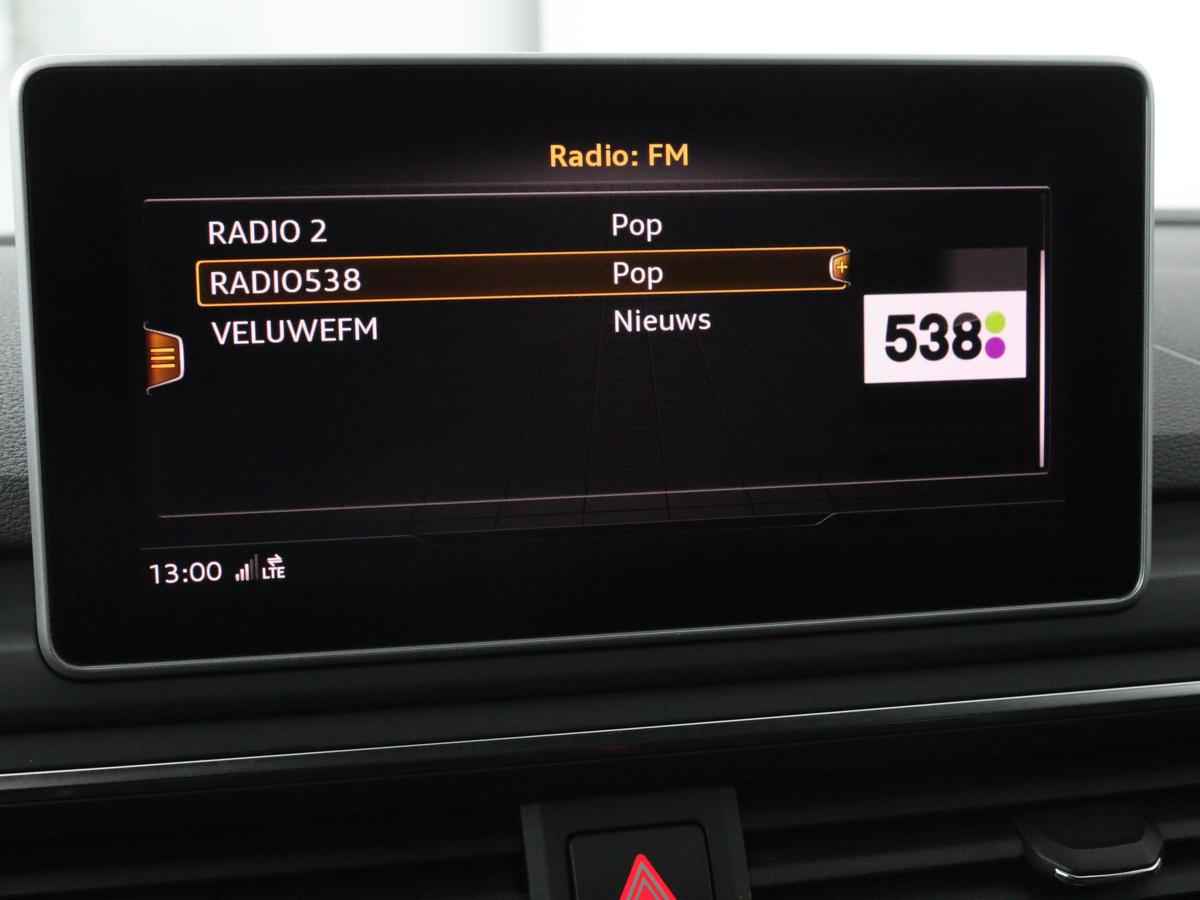 Radio: FM
RADIO 2 Pop
RADIO538 Pop
VELUWEFM Nieuws
538
13:00 LTE